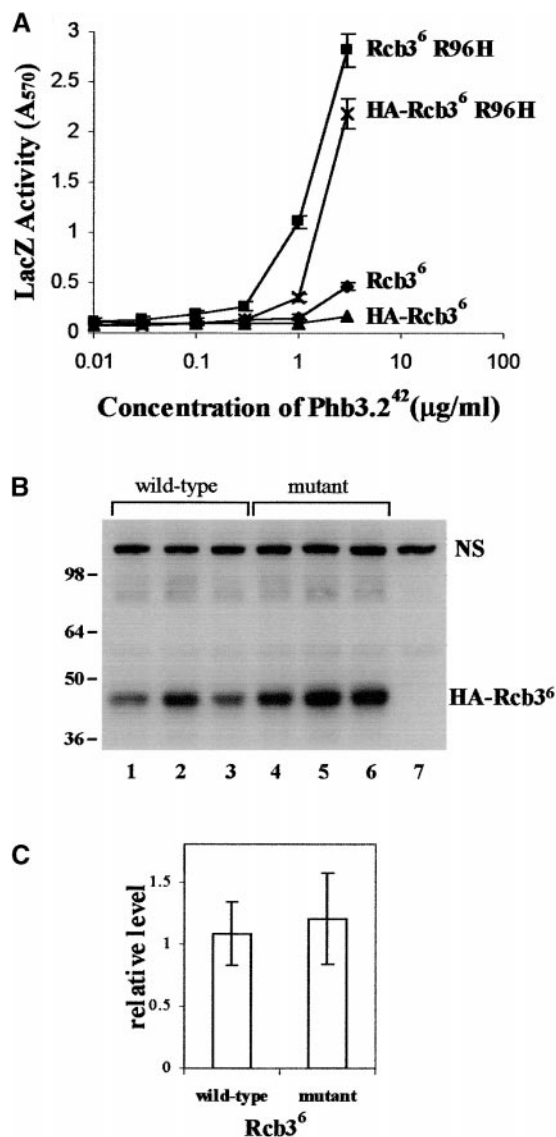 A
3
2.5
2
1.5
1
0.5
0
LacZ Activity (A570)
Rcb3⁶ R96H
HA-Rcb3⁶ R96H
Rcb3⁶
HA-Rcb3⁶
0.01 0.1 1 10 100
Concentration of Phb3.2⁴²(µg/ml)
B
wild-type mutant
NS
98
64
50
HA-Rcb3⁶
36
1 2 3 4 5 6 7
C
relative level
1.5
1
0.5
0
wild-type mutant
Rcb3⁶